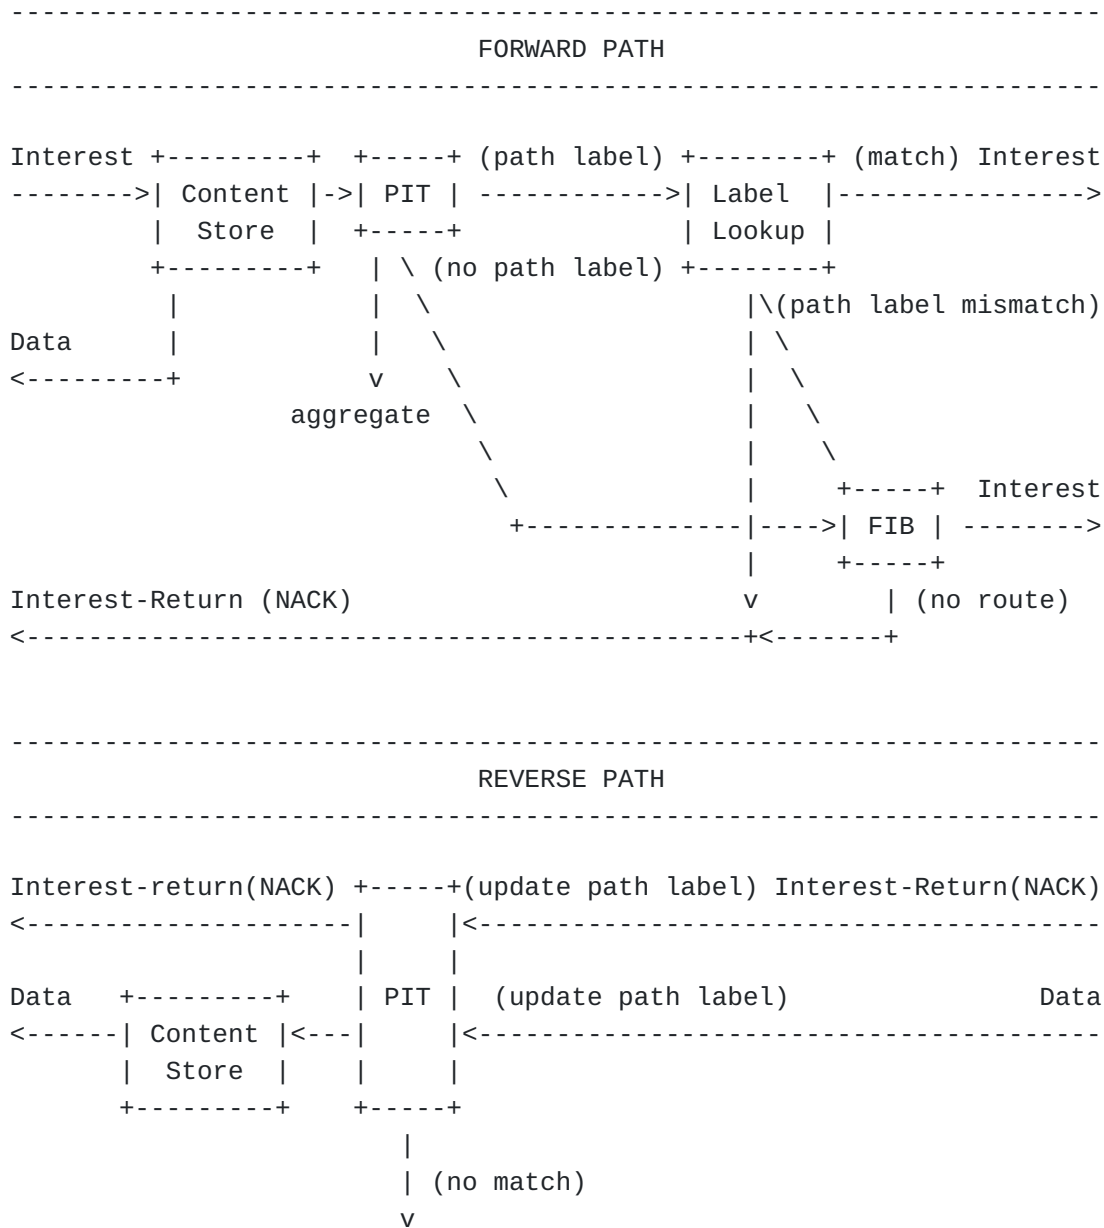 ----------------------------------------------------------------------
                              FORWARD PATH
----------------------------------------------------------------------

Interest +---------+  +-----+ (path label) +--------+ (match) Interest
-------->| Content |->| PIT | ------------>| Label  |---------------->
         |  Store  |  +-----+              | Lookup |
         +---------+   | \ (no path label) +--------+
          |            |  \                    |\(path label mismatch)
Data      |            |   \                   | \
<---------+            v    \                  |  \
                  aggregate  \                 |   \
                              \                |    \
                               \               |     +-----+  Interest
                                +--------------|---->| FIB | -------->
                                               |     +-----+
Interest-Return (NACK)                         v        | (no route)
<----------------------------------------------+<-------+


----------------------------------------------------------------------
                              REVERSE PATH
----------------------------------------------------------------------

Interest-return(NACK) +-----+(update path label) Interest-Return(NACK)
<---------------------|     |<----------------------------------------
                      |     |
Data   +---------+    | PIT |  (update path label)                Data
<------| Content |<---|     |<----------------------------------------
       |  Store  |    |     |
       +---------+    +-----+
                         |
                         | (no match)
                         v